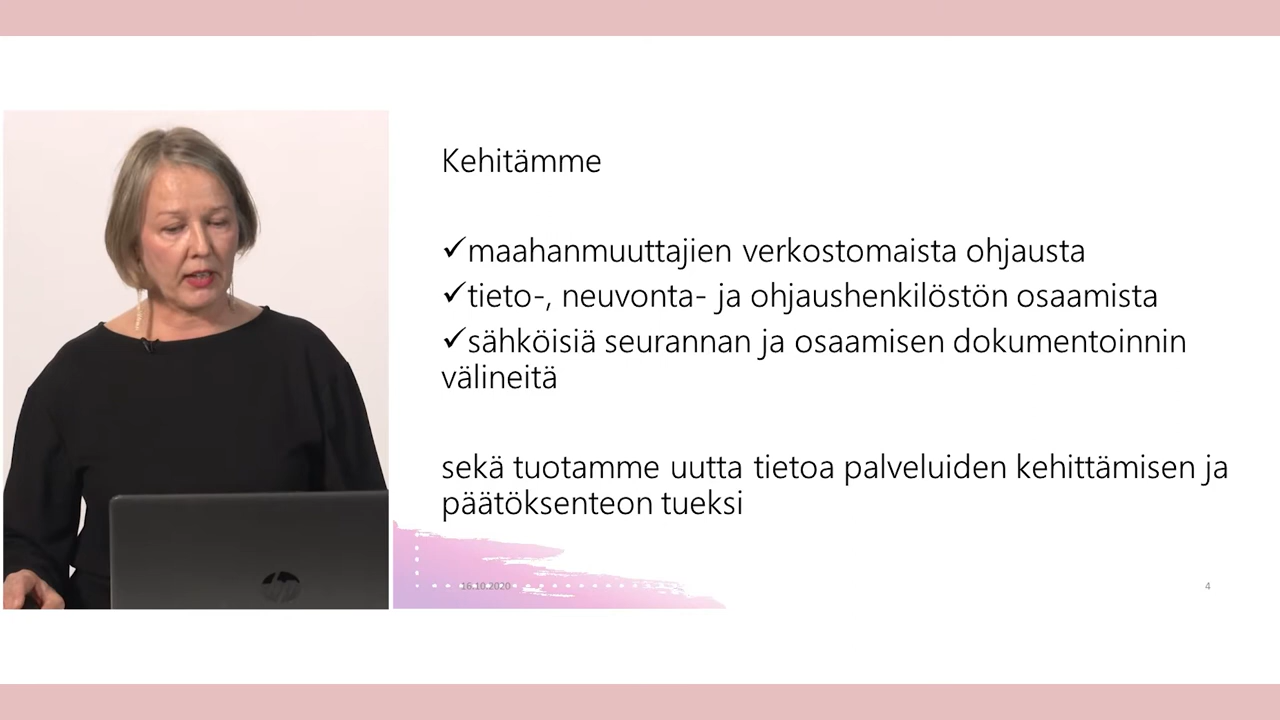 Kehitämme
✓maahanmuuttajien verkostomaista ohjausta
✓tieto-, neuvonta- ja ohjaushenkilöstön osaamista
✓sähköisiä seurannan ja osaamisen dokumentoinnin
välineitä
sekä tuotamme uutta tietoa palveluiden kehittämisen ja
päätöksenteon tueksi
16.10.2020
4
hp